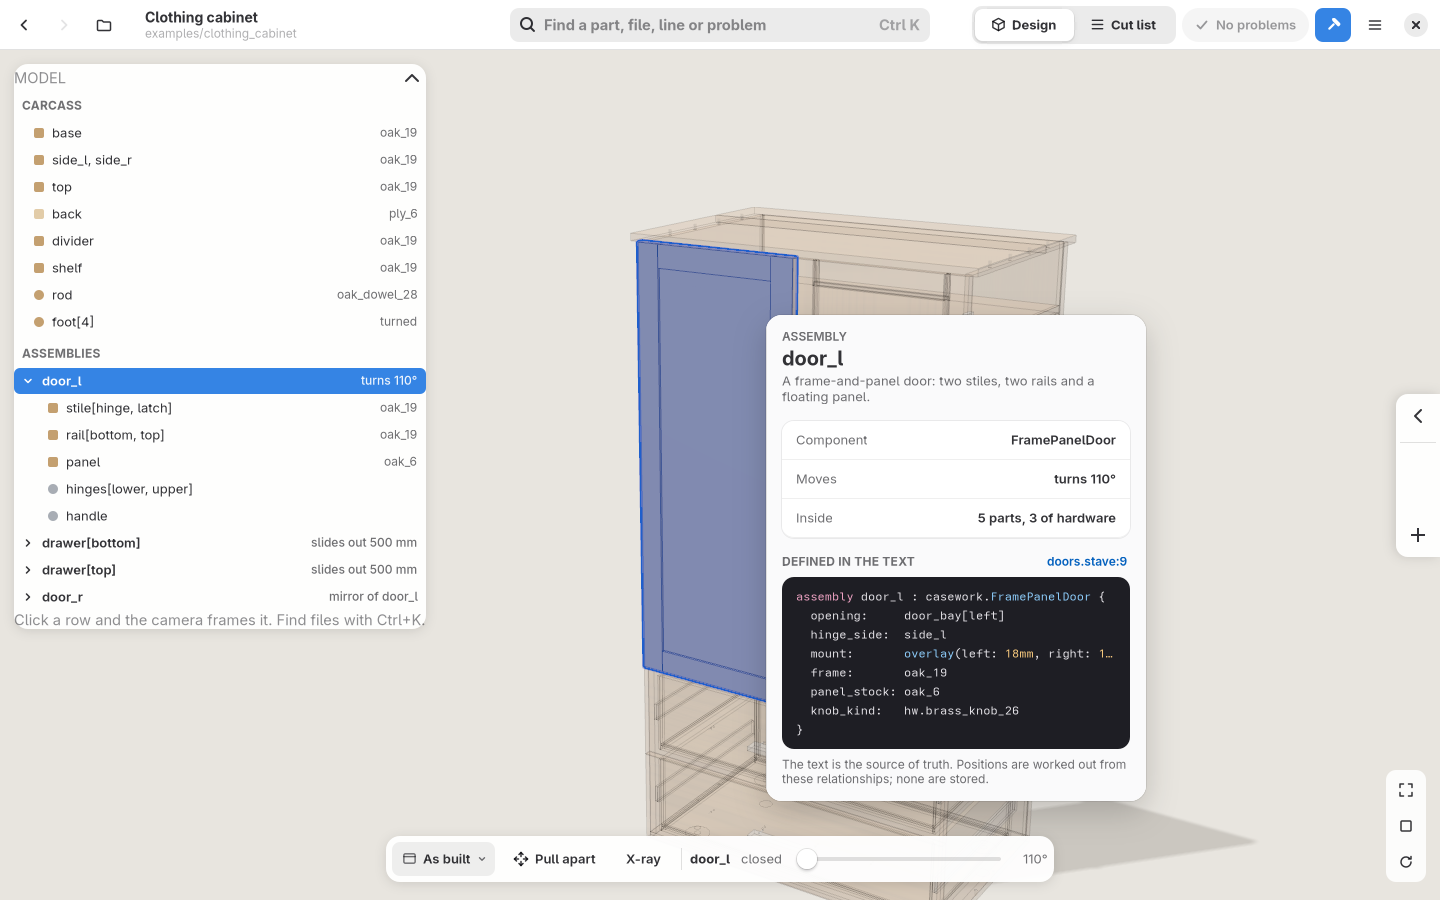 Clothing cabinet
examples/clothing_cabinet
Find a part, file, line or problem Ctrl K
Design
Cut list
No problems
MODEL
CARCASS
base oak_19
side_l, side_r oak_19
top oak_19
back ply_6
divider oak_19
shelf oak_19
rod oak_dowel_28
foot[4] turned
ASSEMBLIES
door_l turns 110°
stile[hinge, latch] oak_19
rail[bottom, top] oak_19
panel oak_6
hinges[lower, upper]
handle
drawer[bottom] slides out 500 mm
drawer[top] slides out 500 mm
door_r mirror of door_l
Click a row and the camera frames it. Find files with Ctrl+K.
ASSEMBLY
door_l
A frame-and-panel door: two stiles, two rails and a
floating panel.
Component FramePanelDoor
Moves turns 110°
Inside 5 parts, 3 of hardware
DEFINED IN THE TEXT doors.stave:9
assembly door_l : casework.FramePanelDoor {
opening: door_bay[left]
hinge_side: side_l
mount: overlay(left: 18mm, right: 1…
frame: oak_19
panel_stock: oak_6
knob_kind: hw.brass_knob_26
}
The text is the source of truth. Positions are worked out from
these relationships; none are stored.
As built
Pull apart
X-ray
door_l closed 110°